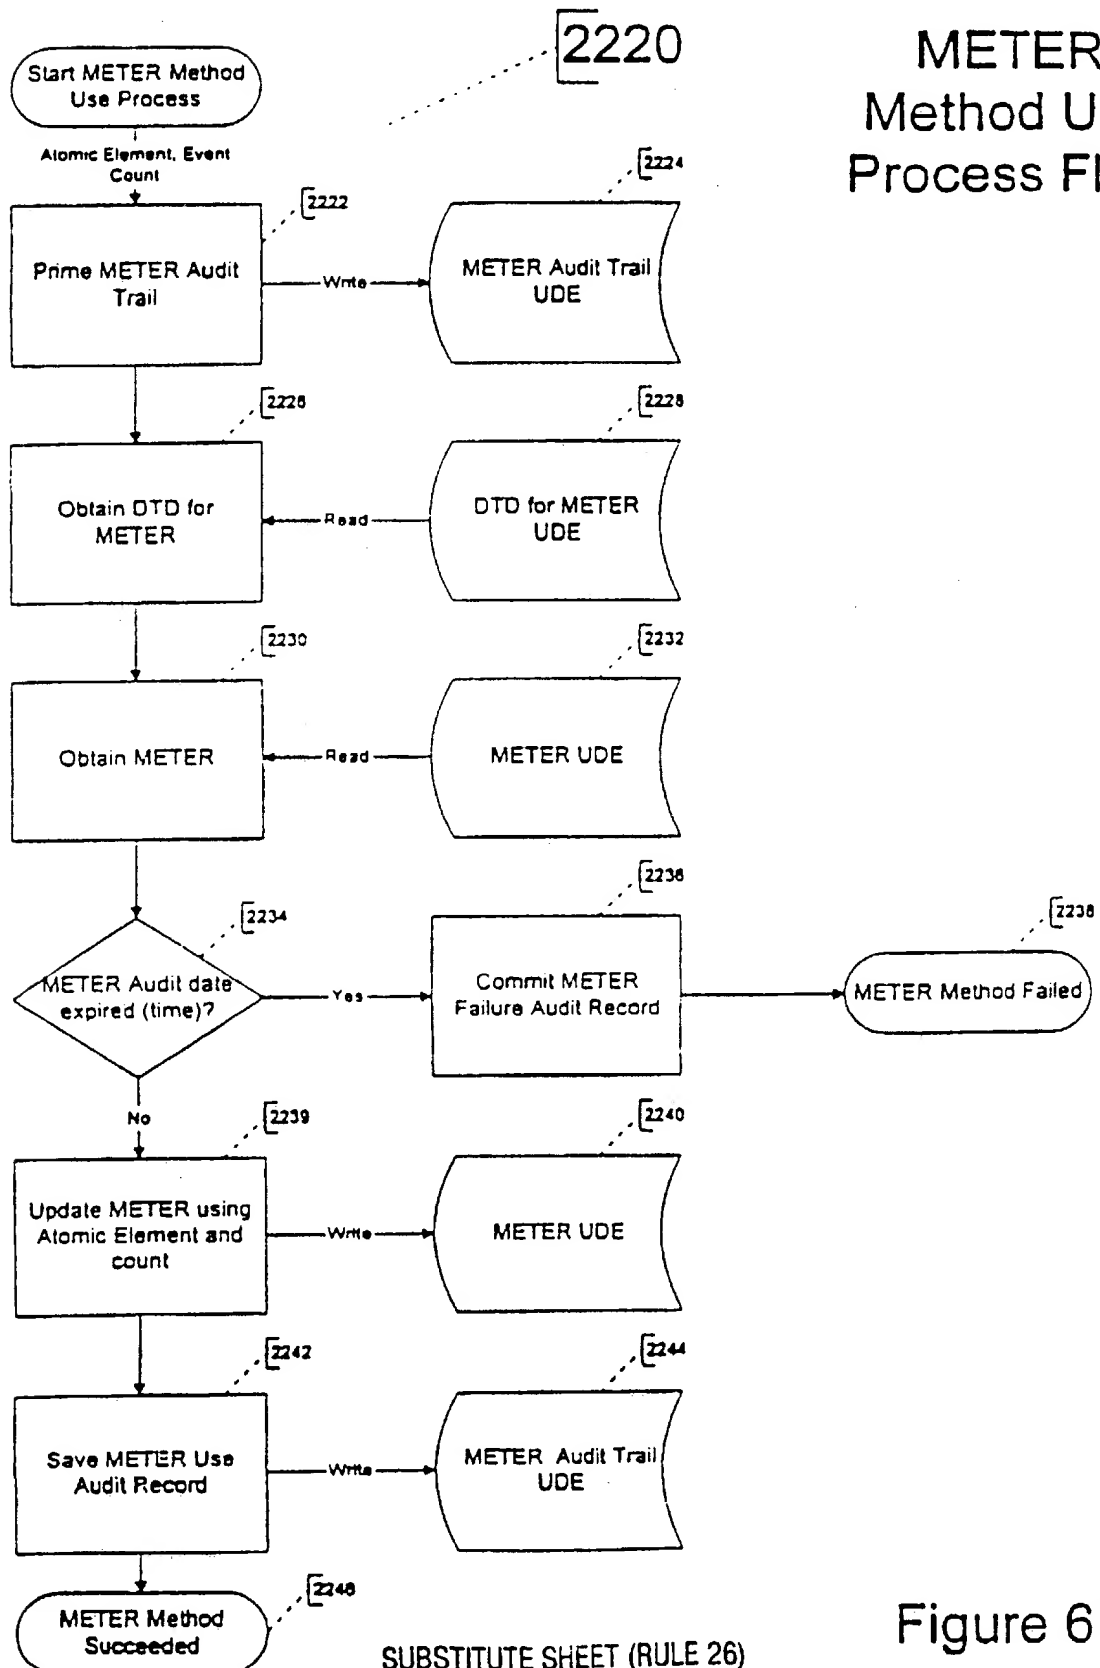 2220
METER
Method U
Process Fl
Start METER Method
Use Process
Atomic Element, Event
Count
2222
Prime METER Audit
Trail
Write
2224
METER Audit Trail
UDE
2226
Obtain DTD for
METER
Read
2228
DTD for METER
UDE
2230
Obtain METER
Read
2232
METER UDE
2234
METER Audit date
expired (time)?
Yes
2236
Commit METER
Failure Audit Record
2238
METER Method Failed
No
2239
Update METER using
Atomic Element and
count
Write
2240
METER UDE
2242
Save METER Use
Audit Record
Write
2244
METER Audit Trail
UDE
2246
METER Method
Succeeded
SUBSTITUTE SHEET (RULE 26)
Figure 6